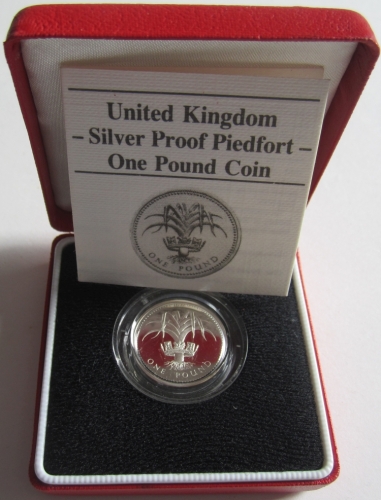 United Kingdom
– Silver Proof Piedfort –
One Pound Coin
ONE POUND
ONE POUND